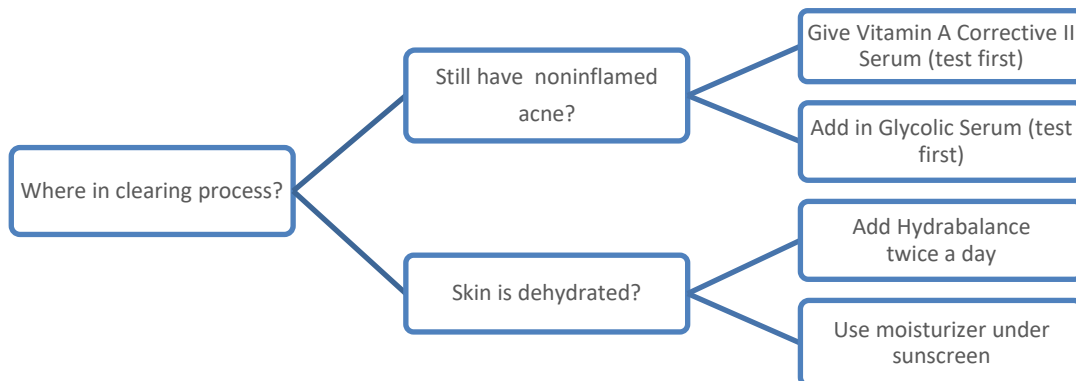 Where in clearing process?
Still have noninflamed
acne?
Give Vitamin A Corrective II
Serum (test first)
Add in Glycolic Serum (test
first)
Skin is dehydrated?
Add Hydrabalance
twice a day
Use moisturizer under
sunscreen